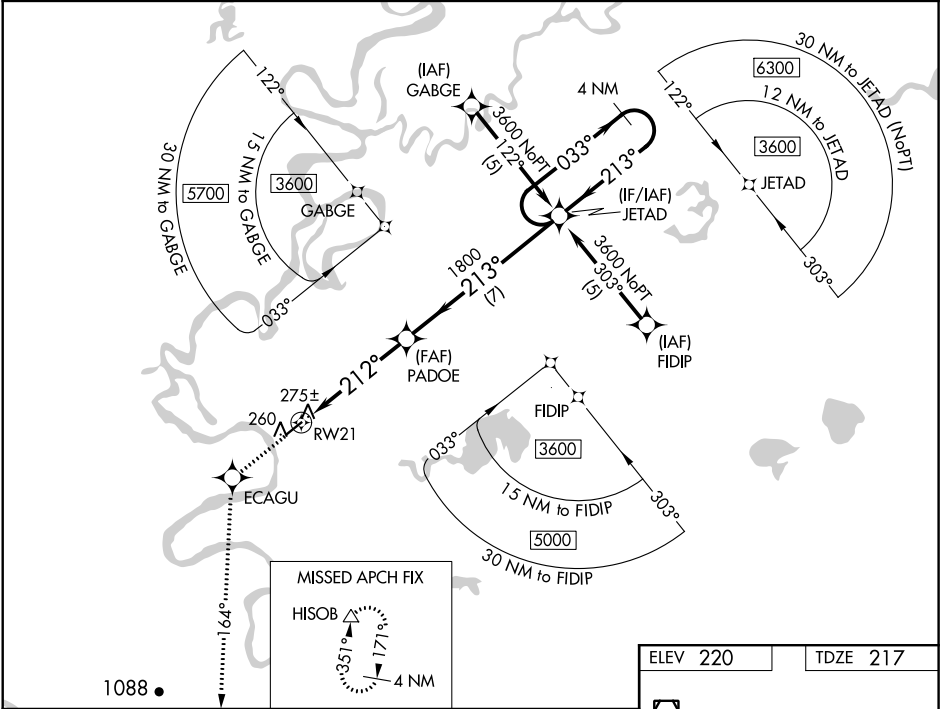 (IAF)
GABGE
4 NM
30 NM to JETAD (NoPT)
6300
12 NM to JETAD
3600
122°
JETAD
303°
122°
15 NM to GABGE
30 NM to GABGE
5700
3600
GABGE
033°
3600 NoPT
122°
(5)
033°
213°
(IF/IAF)
JETAD
3600 NoPT
303°
(5)
(IAF)
FIDIP
1800
213°
(7)
(FAF)
PADOE
212°
275±
260
RW21
ECAGU
164°
FIDIP
033°
3600
303°
15 NM to FIDIP
5000
30 NM to FIDIP
MISSED APCH FIX
HISOB
351°
171°
4 NM
1088
ELEV 220
TDZE 217